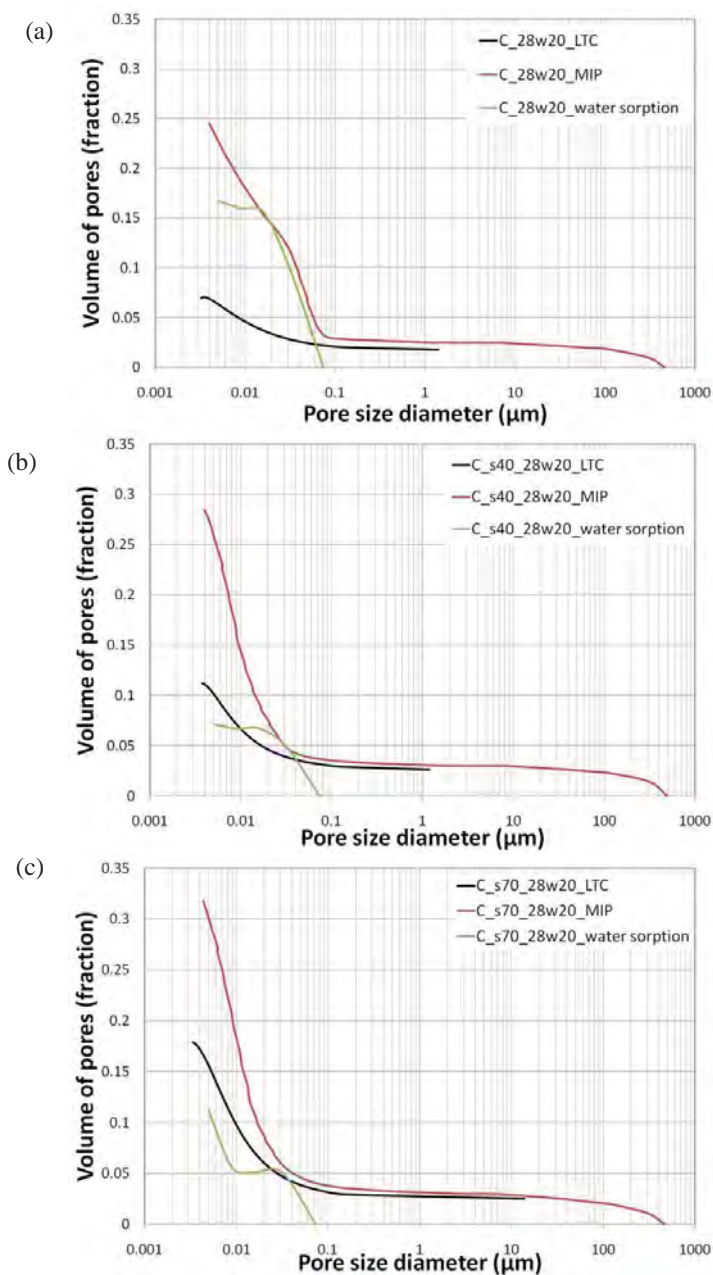 (a)
0.35
0.3
0.25
0.2
0.15
0.1
0.05
0
Volume of pores (fraction)
C_28w20_LTC
C_28w20_MIP
C_28w20_water sorption
0.001 0.01 0.1 1 10 100 1000
Pore size diameter (µm)
(b)
0.35
0.3
0.25
0.2
0.15
0.1
0.05
0
Volume of pores (fraction)
C_s40_28w20_LTC
C_s40_28w20_MIP
C_s40_28w20_water sorption
0.001 0.01 0.1 1 10 100 1000
Pore size diameter (µm)
(c)
0.35
0.3
0.25
0.2
0.15
0.1
0.05
0
Volume of pores (fraction)
C_s70_28w20_LTC
C_s70_28w20_MIP
C_s70_28w20_water sorption
0.001 0.01 0.1 1 10 100 1000
Pore size diameter (µm)